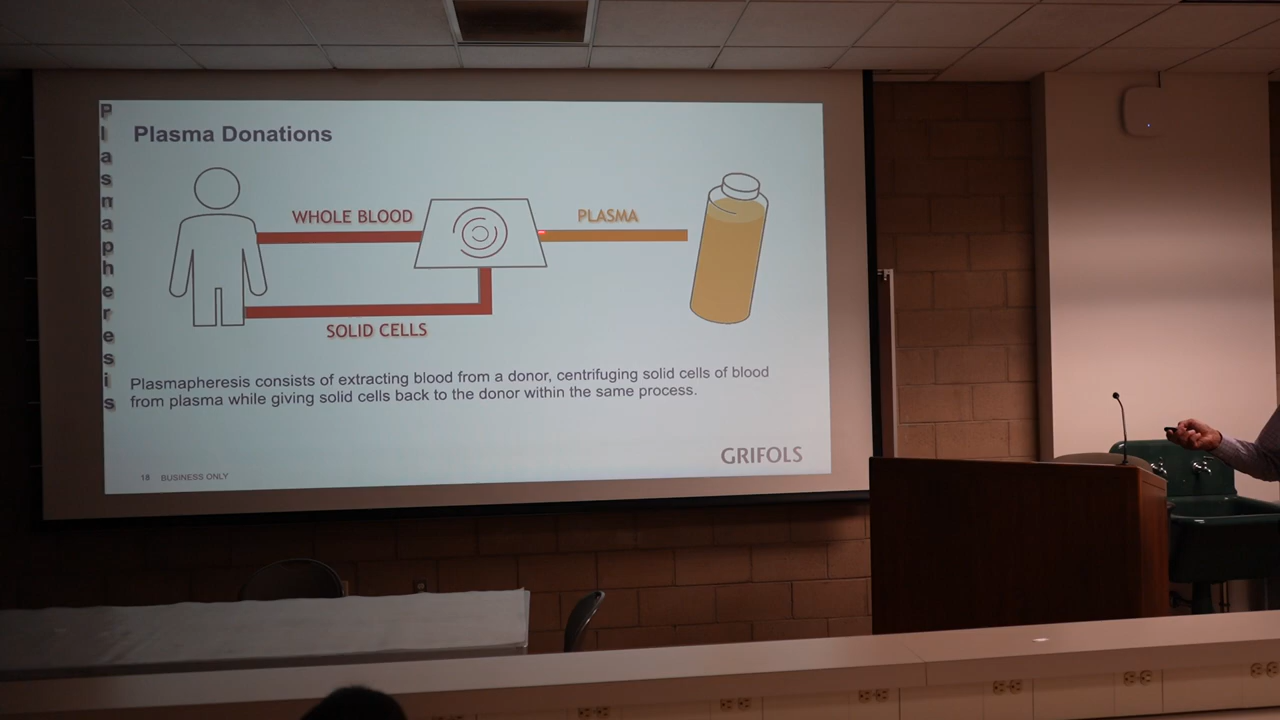 Plasmapheresis
Plasma Donations
WHOLE BLOOD
PLASMA
SOLID CELLS
Plasmapheresis consists of extracting blood from a donor, centrifuging solid cells of blood
from plasma while giving solid cells back to the donor within the same process.
GRIFOLS
18 BUSINESS ONLY